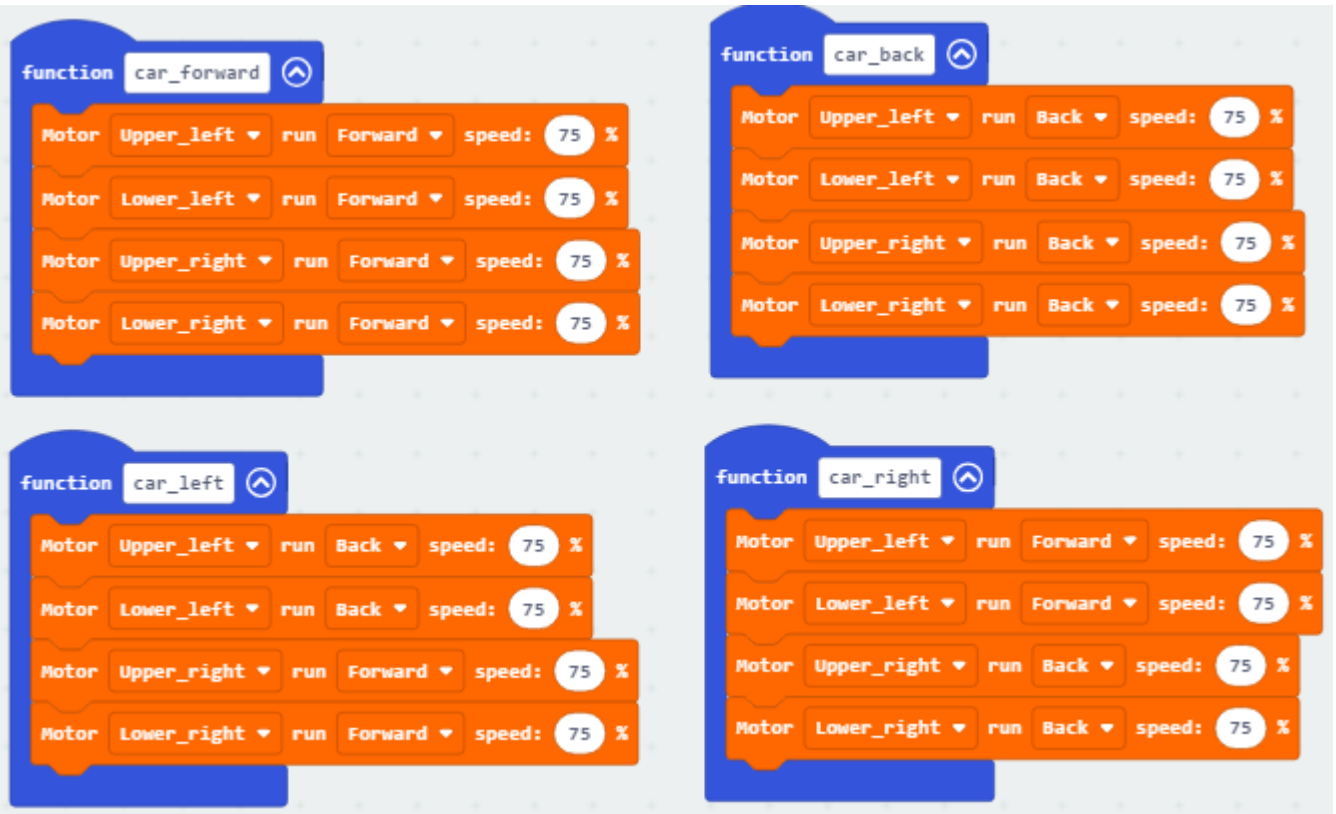 function car_forward
Motor Upper_left run Forward speed: 75 %
Motor Lower_left run Forward speed: 75 %
Motor Upper_right run Forward speed: 75 %
Motor Lower_right run Forward speed: 75 %
function car_back
Motor Upper_left run Back speed: 75 %
Motor Lower_left run Back speed: 75 %
Motor Upper_right run Back speed: 75 %
Motor Lower_right run Back speed: 75 %
function car_left
Motor Upper_left run Back speed: 75 %
Motor Lower_left run Back speed: 75 %
Motor Upper_right run Forward speed: 75 %
Motor Lower_right run Forward speed: 75 %
function car_right
Motor Upper_left run Forward speed: 75 %
Motor Lower_left run Forward speed: 75 %
Motor Upper_right run Back speed: 75 %
Motor Lower_right run Back speed: 75 %